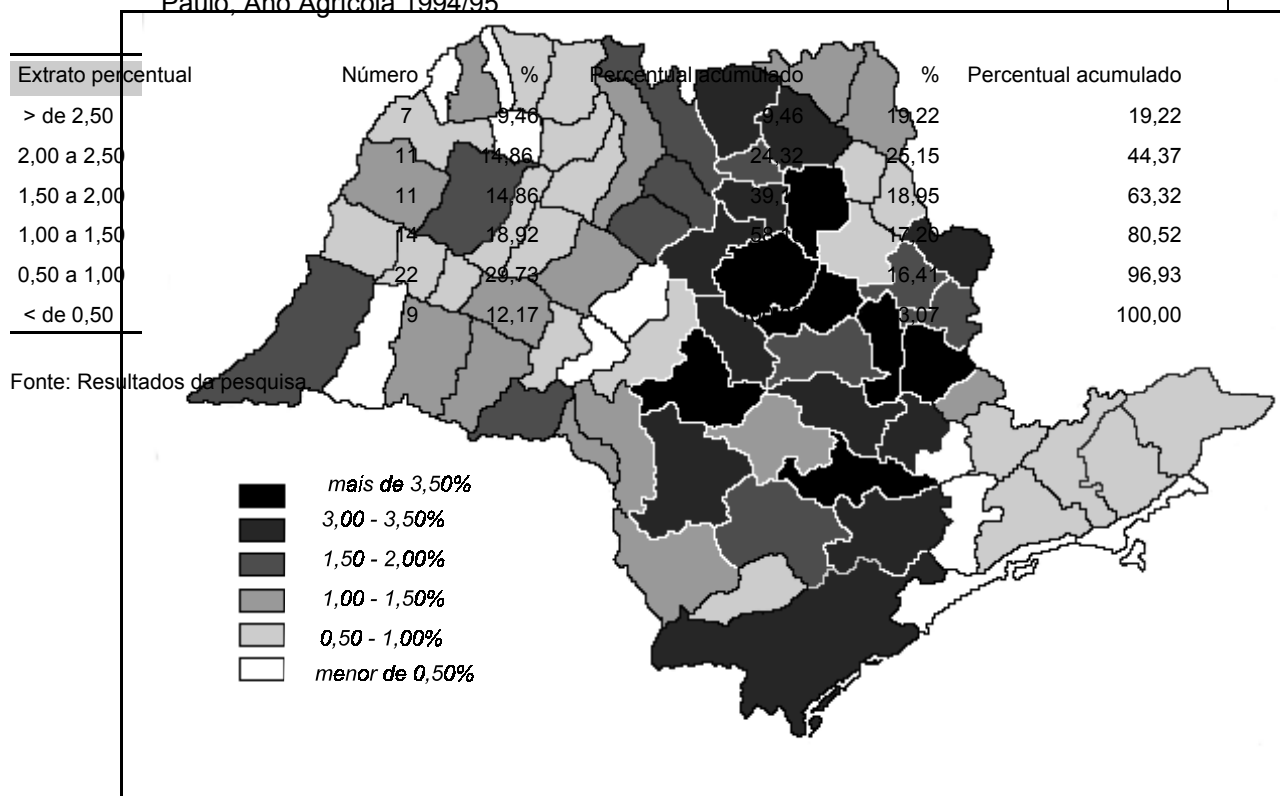 Paulo, Ano Agrícola 1994/95
Extrato percentual Número % Percentual acumulado % Percentual acumulado
> de 2,50 7 9,46 9,46 19,22 19,22
2,00 a 2,50 11 14,86 24,32 25,15 44,37
1,50 a 2,00 11 14,86 18,95 63,32
1,00 a 1,50 14 18,92 17,20 80,52
0,50 a 1,00 22 29,73 16,41 96,93
< de 0,50 9 12,17 3,07 100,00
Fonte: Resultados da pesquisa.
mais de 3,50%
3,00 - 3,50%
1,50 - 2,00%
1,00 - 1,50%
0,50 - 1,00%
menor de 0,50%